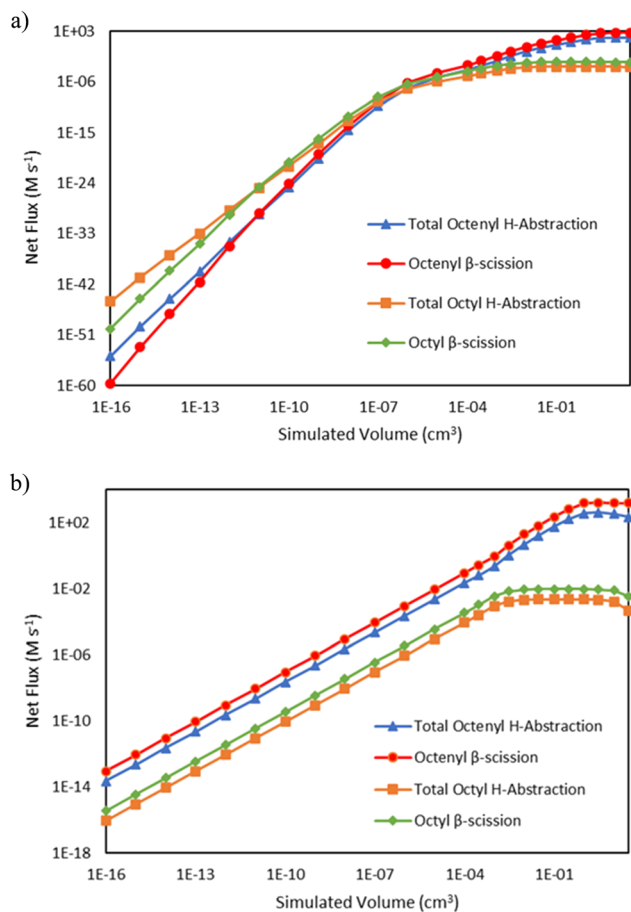 a)
1E+03
1E-06
1E-15
1E-24
1E-33
1E-42
1E-51
1E-60
Net Flux (M s⁻¹)
Total Octenyl H-Abstraction
Octenyl β-scission
Total Octyl H-Abstraction
Octyl β-scission
1E-16 1E-13 1E-10 1E-07 1E-04 1E-01
Simulated Volume (cm³)
b)
1E+02
1E-02
1E-06
1E-10
1E-14
1E-18
Net Flux (M s⁻¹)
Total Octenyl H-Abstraction
Octenyl β-scission
Total Octyl H-Abstraction
Octyl β-scission
1E-16 1E-13 1E-10 1E-07 1E-04 1E-01
Simulated Volume (cm³)